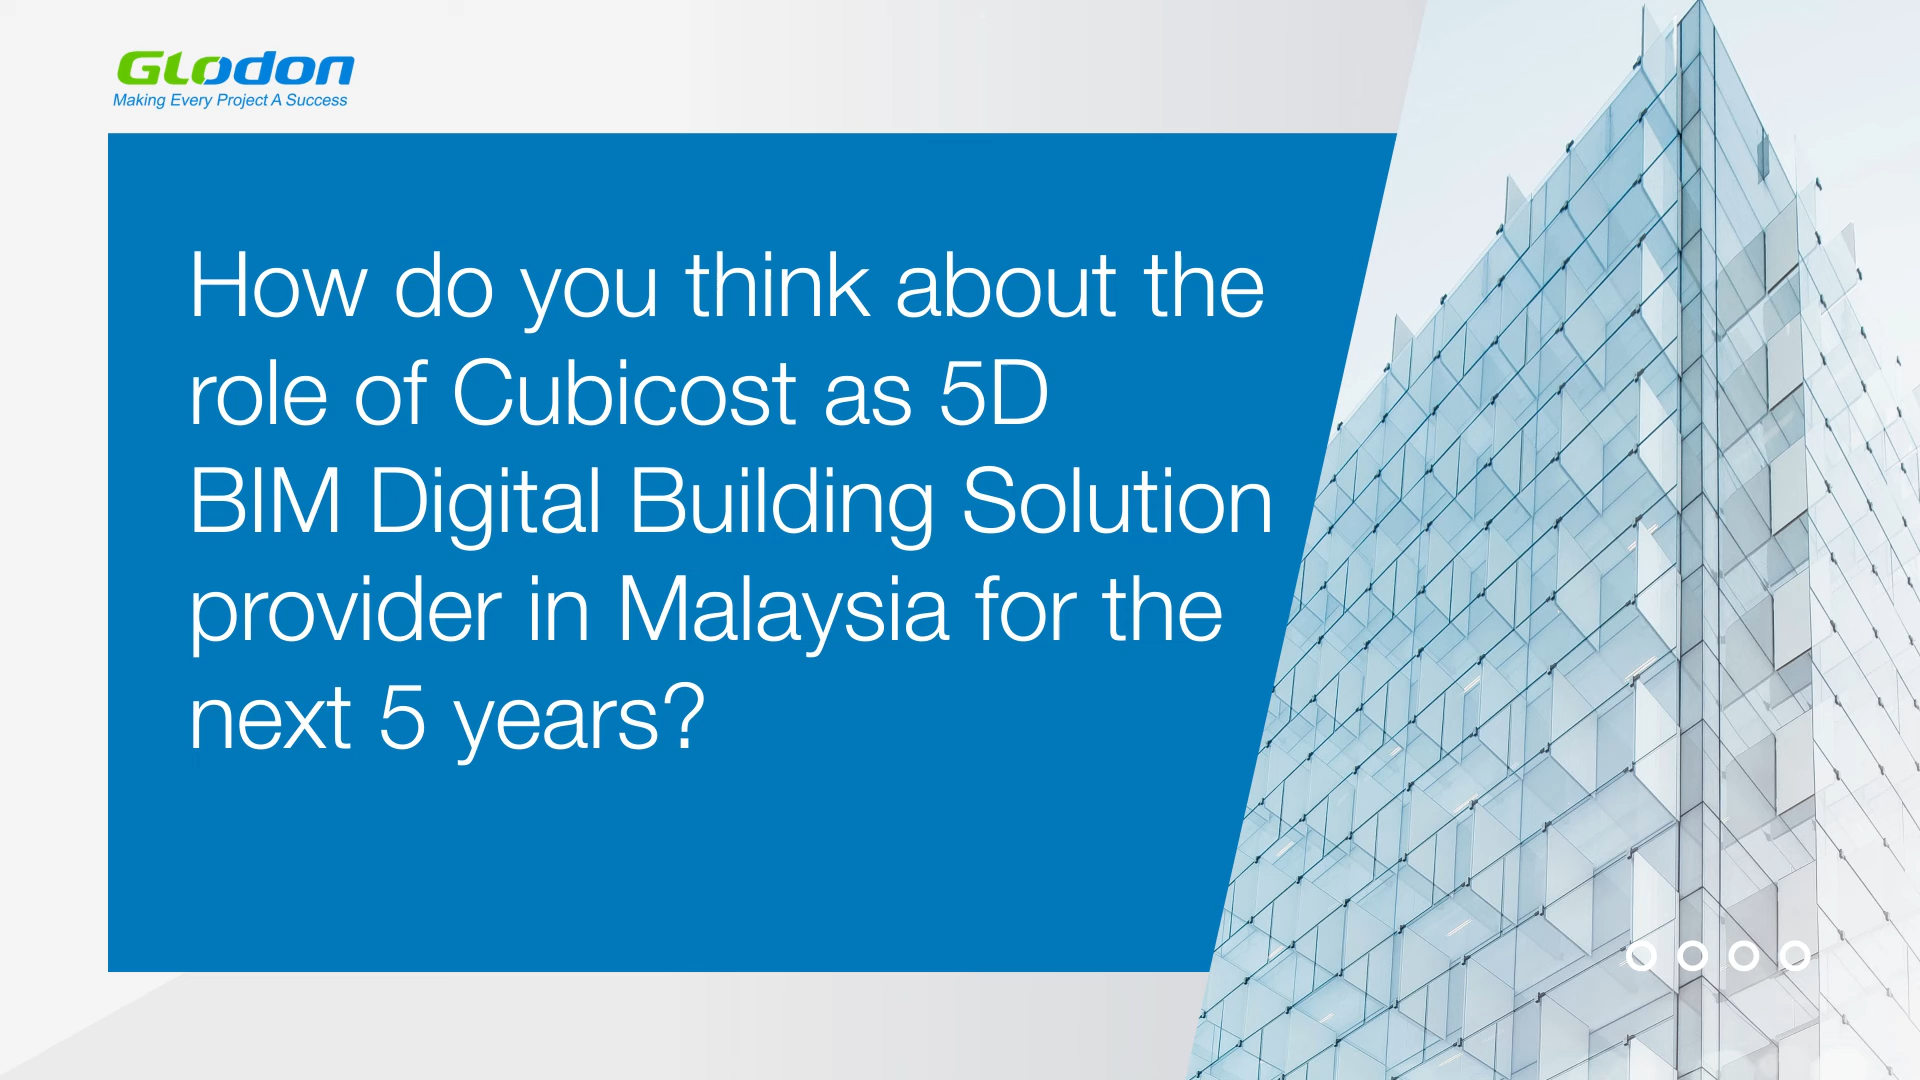 GLodon
Making Every Project A Success
How do you think about the
role of Cubicost as 5D
BIM Digital Building Solution
provider in Malaysia for the
next 5 years?